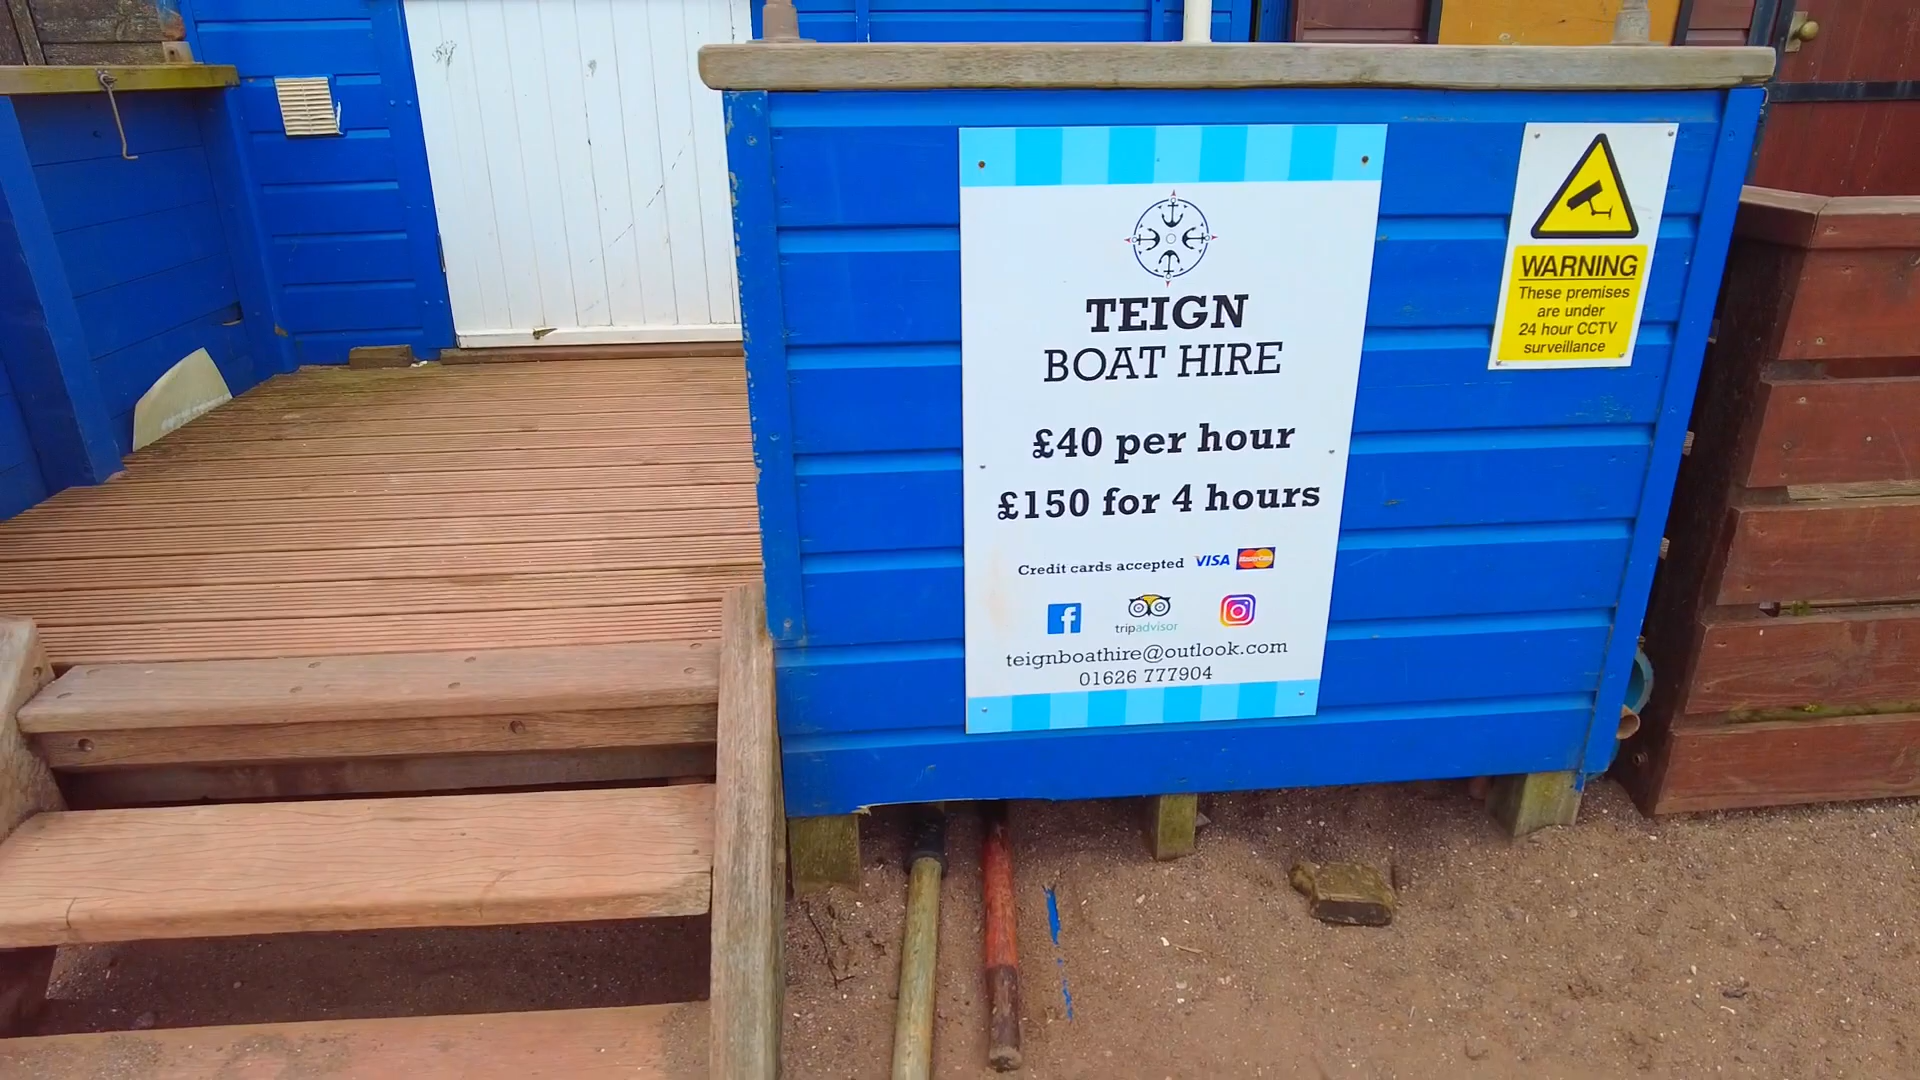 TEIGN
BOAT HIRE
£40 per hour
£150 for 4 hours
Credit cards accepted VISA MasterCard
tripadvisor
teignboathire@outlook.com
01626 777904
WARNING
These premises
are under
24 hour CCTV
surveillance